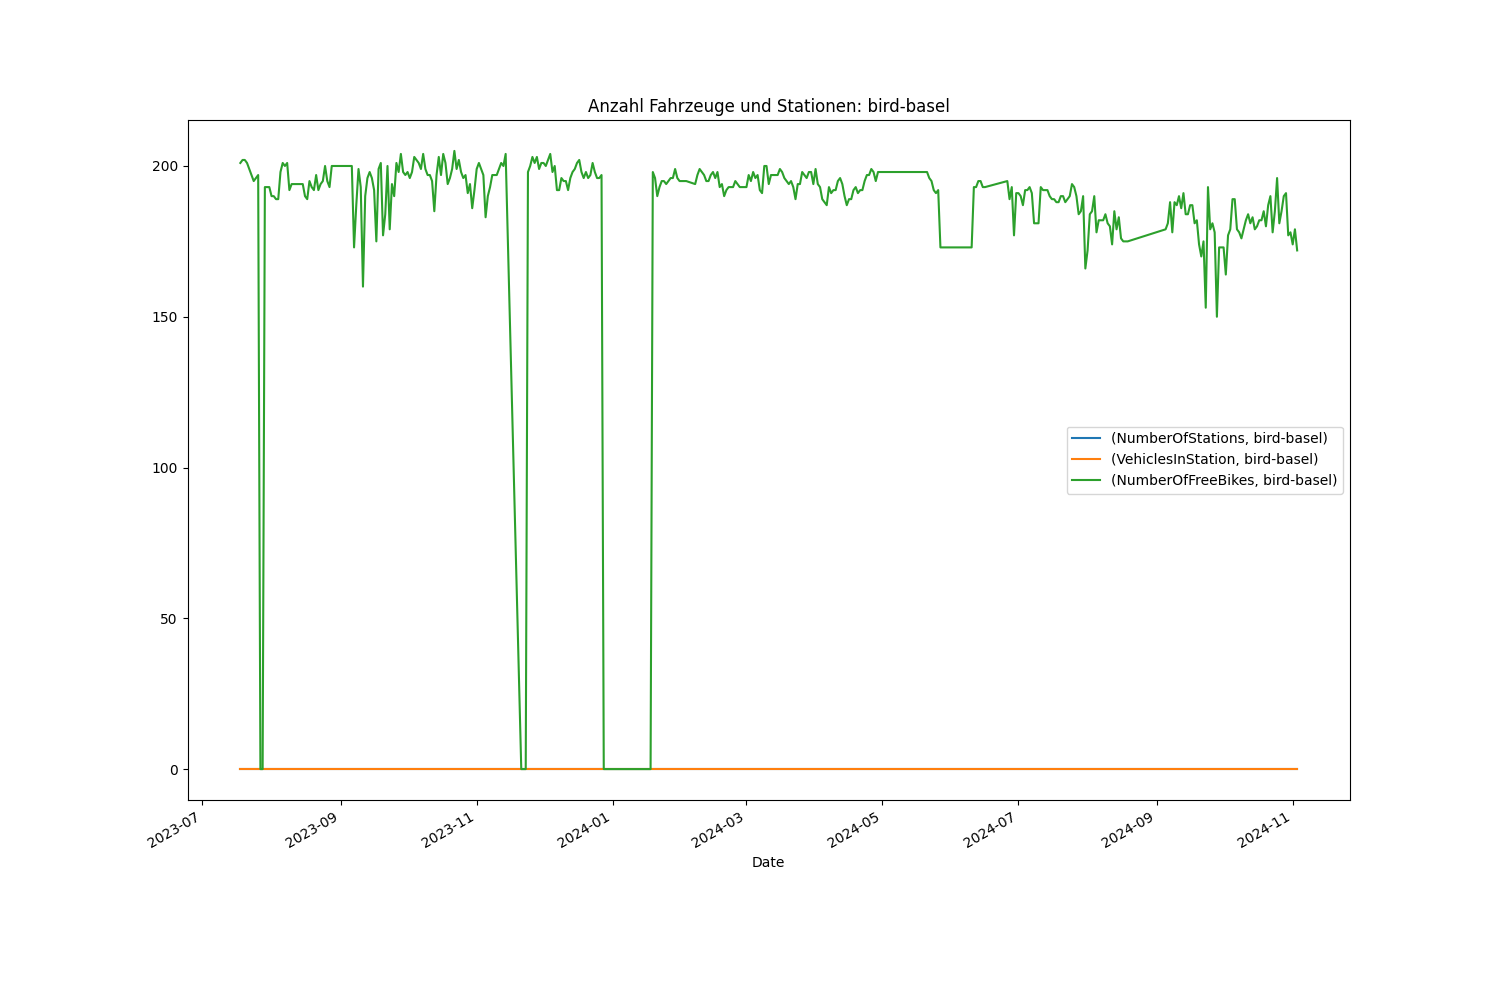 Anzahl Fahrzeuge und Stationen: bird-basel
200
150
100
50
0
(NumberOfStations, bird-basel)
(VehiclesInStation, bird-basel)
(NumberOfFreeBikes, bird-basel)
2023-07
2023-09
2023-11
2024-01
2024-03
2024-05
2024-07
2024-09
2024-11
Date